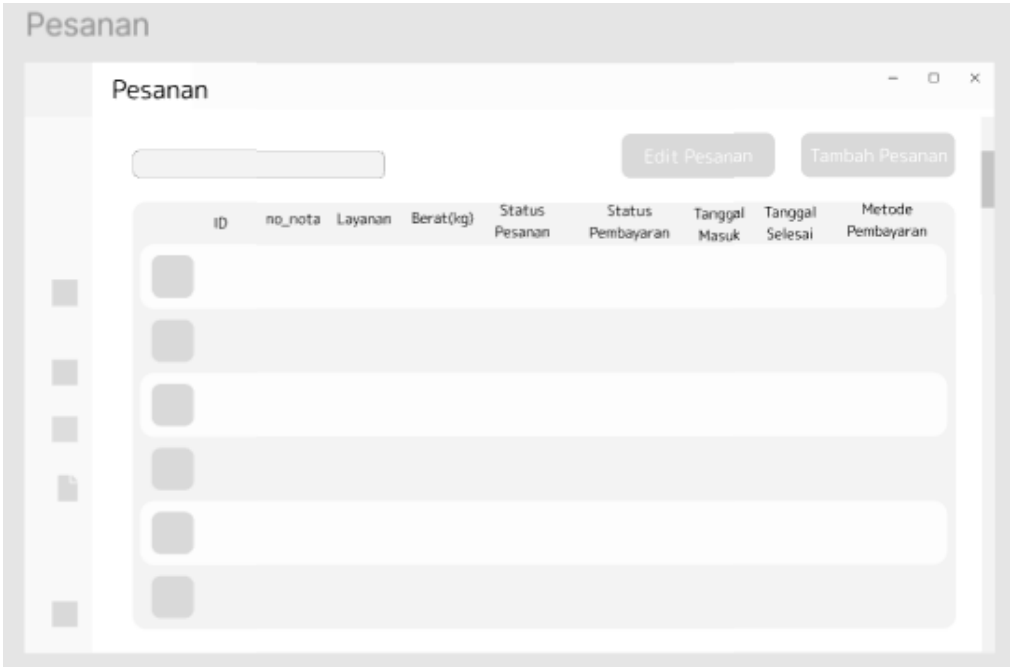 Pesanan
Pesanan
Edit Pesanan
Tambah Pesanan
ID
no_nota
Layanan
Berat(kg)
Status
Pesanan
Status
Pembayaran
Tanggal
Masuk
Tanggal
Selesai
Metode
Pembayaran